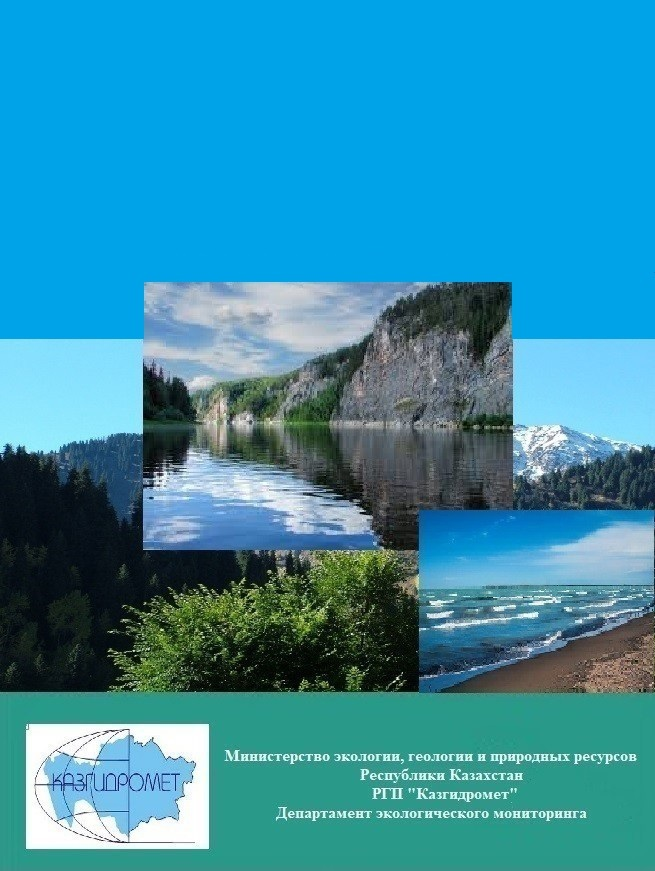 КАЗГИДРОМЕТ
Министерство экологии, геологии и природных ресурсов
Республики Казахстан
РГП "Казгидромет"
Департамент экологического мониторинга